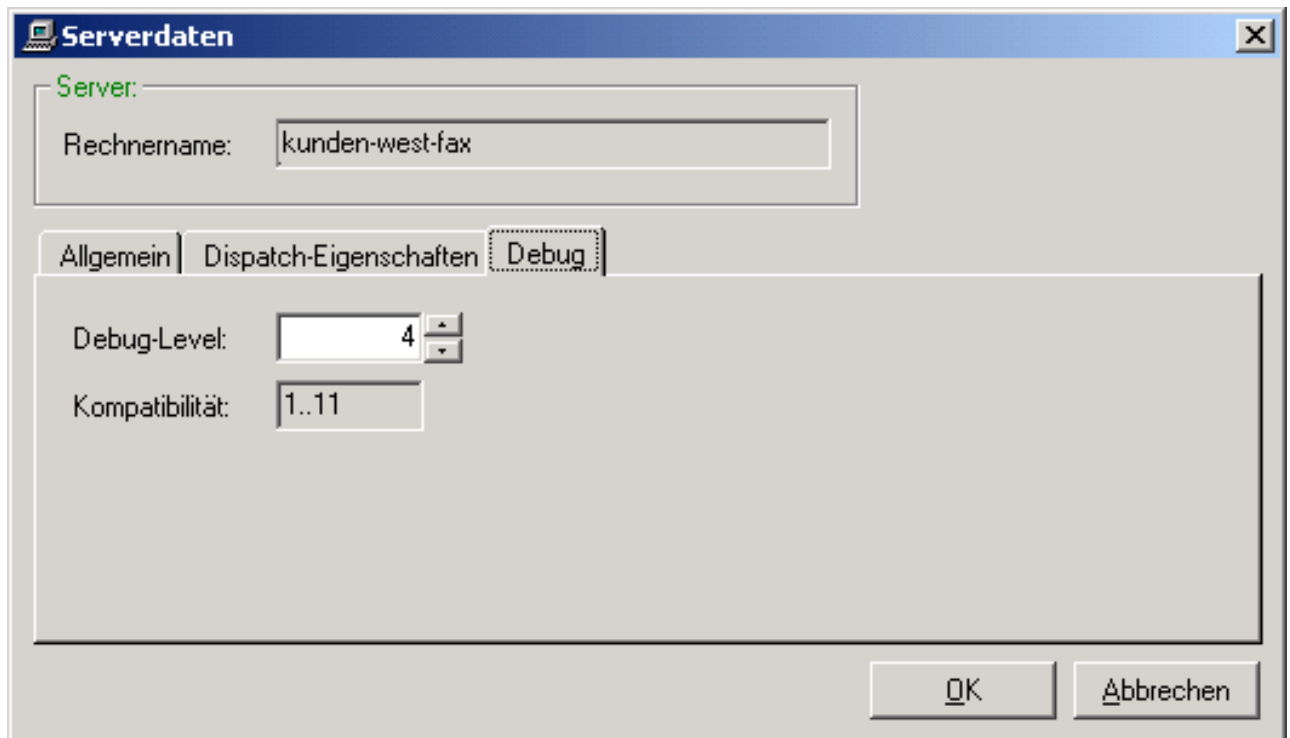 Serverdaten
Server:
Rechnername: kunden-west-fax
Allgemein Dispatch-Eigenschaften Debug
Debug-Level: 4
Kompatibilität: 1..11
OK Abbrechen